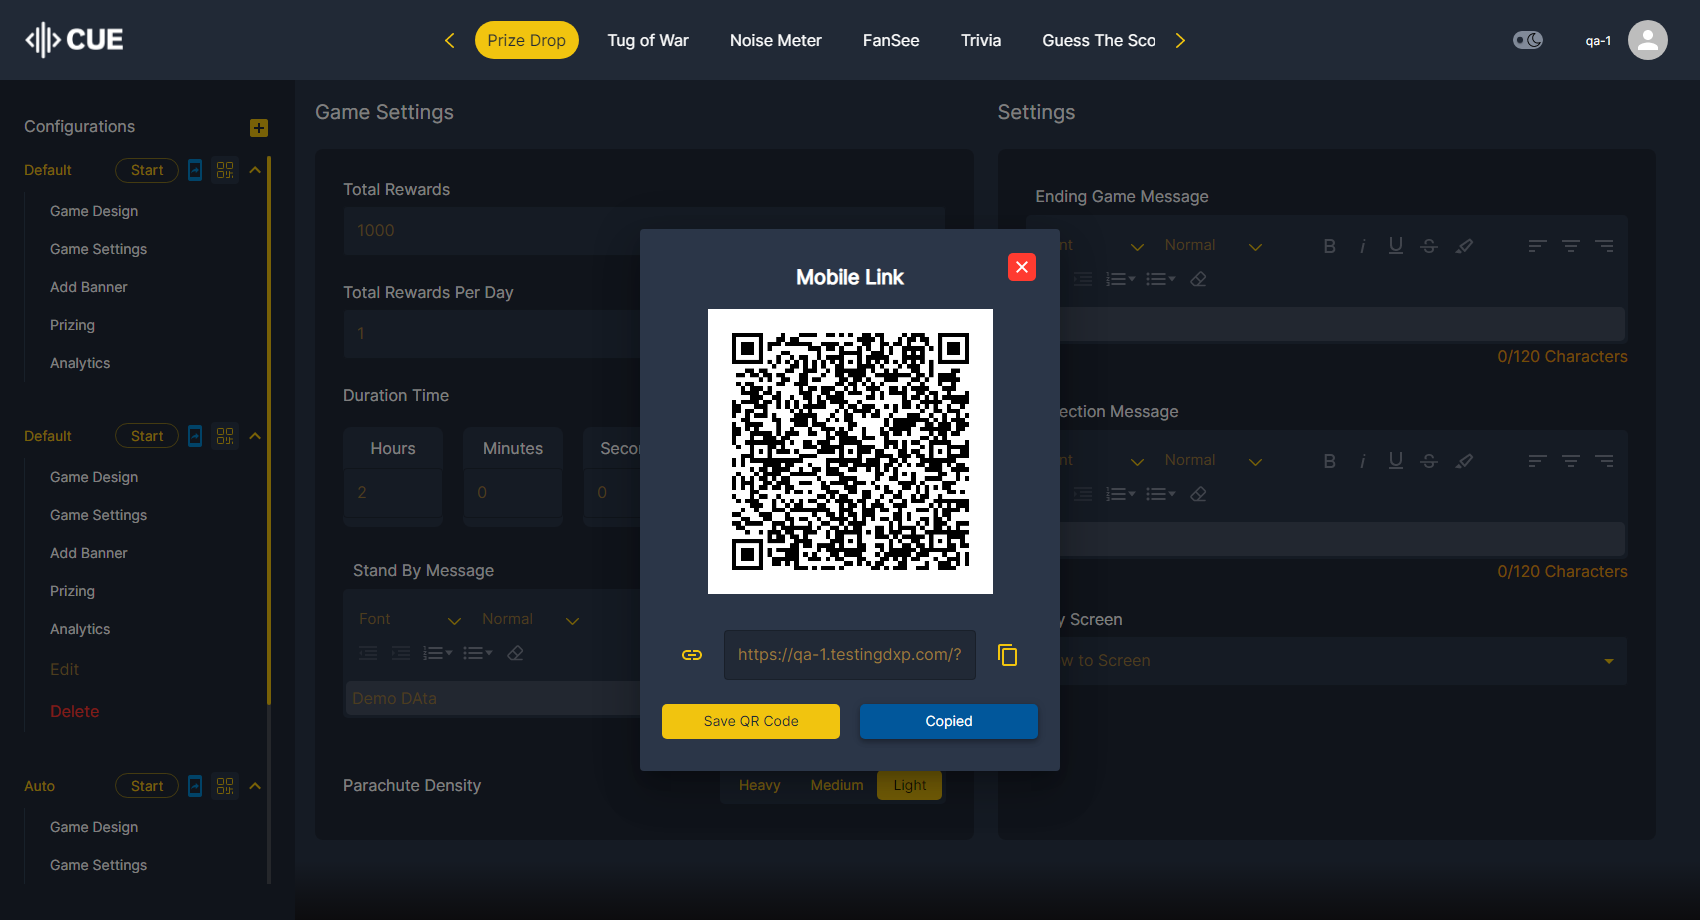 CUE
Prize Drop
Tug of War
Noise Meter
FanSee
Trivia
Guess The Sco
qa-1
Configurations
Default
Start
Game Design
Game Settings
Add Banner
Prizing
Analytics
Default
Start
Game Design
Game Settings
Add Banner
Prizing
Analytics
Edit
Delete
Auto
Start
Game Design
Game Settings
Game Settings
Total Rewards
1000
Total Rewards Per Day
1
Duration Time
Hours
Minutes
Secon
2
0
0
Stand By Message
Font
Normal
Demo DAta
Parachute Density
Heavy
Medium
Light
Mobile Link
https://qa-1.testingdxp.com/?
Save QR Code
Copied
Settings
Ending Game Message
nt
Normal
0/120 Characters
ection Message
nt
Normal
0/120 Characters
y Screen
w to Screen